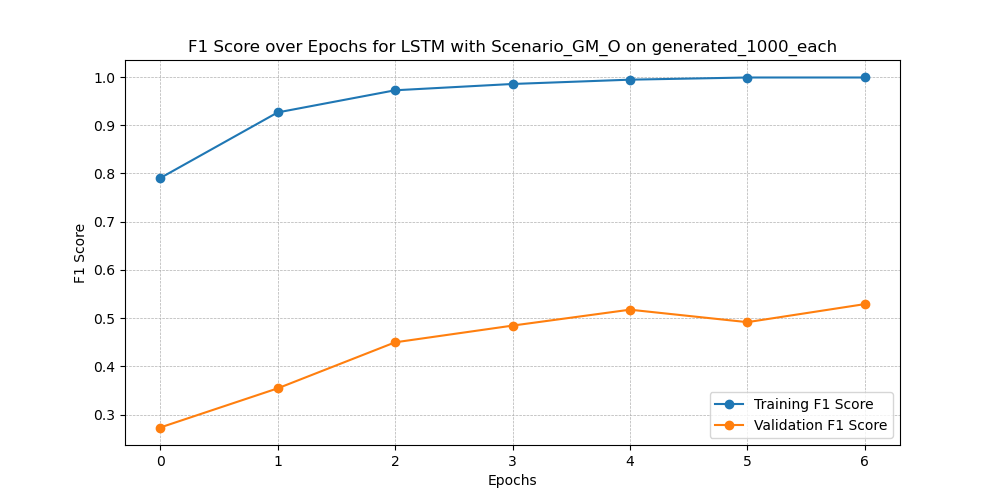 F1 Score over Epochs for LSTM with Scenario_GM_O on generated_1000_each
1.0
0.9
0.8
0.7
0.6
0.5
0.4
0.3
F1 Score
Training F1 Score
Validation F1 Score
0 1 2 3 4 5 6
Epochs